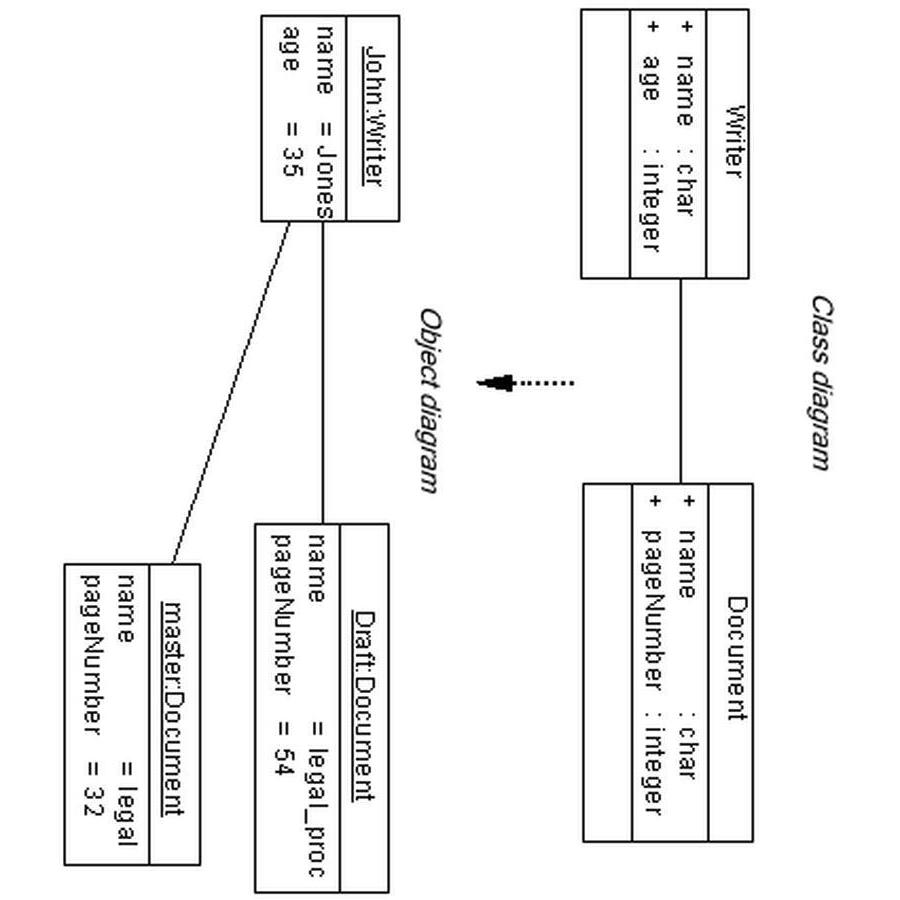 Class diagram
Writer
+ name : char
+ age : integer
Document
+ name : char
+ pageNumber : integer
Object diagram
John:Writer
name = Jones
age = 35
Draft:Document
name = legal_proc
pageNumber = 54
master:Document
name = legal
pageNumber = 32